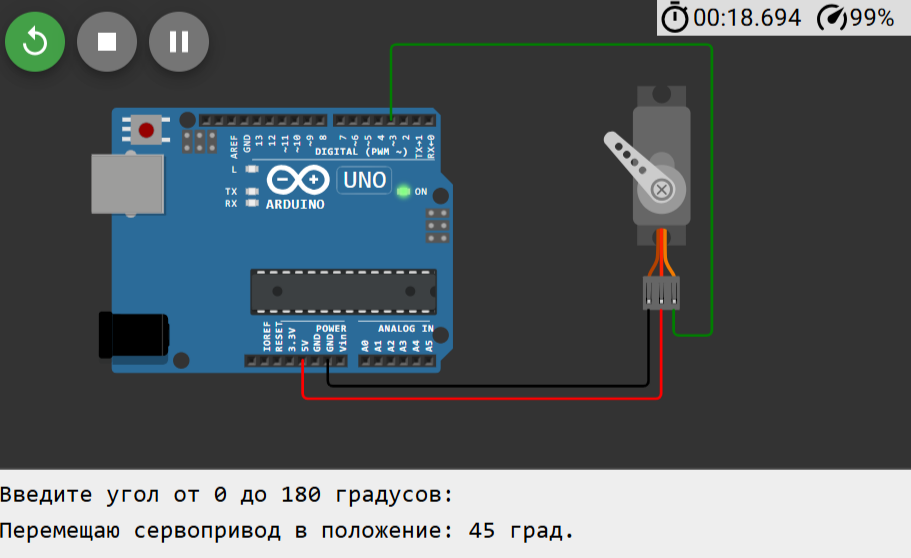 00:18.694 99%
AREF GND 13 12 ~11 ~10 ~9 8 7 ~6 ~5 4 ~3 2 TX→1 RX←0
DIGITAL (PWM ~)
L
TX
RX
UNO
ON
ARDUINO
POWER
ANALOG IN
IOREF RESET 3.3V 5V GND GND Vin A0 A1 A2 A3 A4 A5
Введите угол от 0 до 180 градусов:
Перемещаю сервопривод в положение: 45 град.